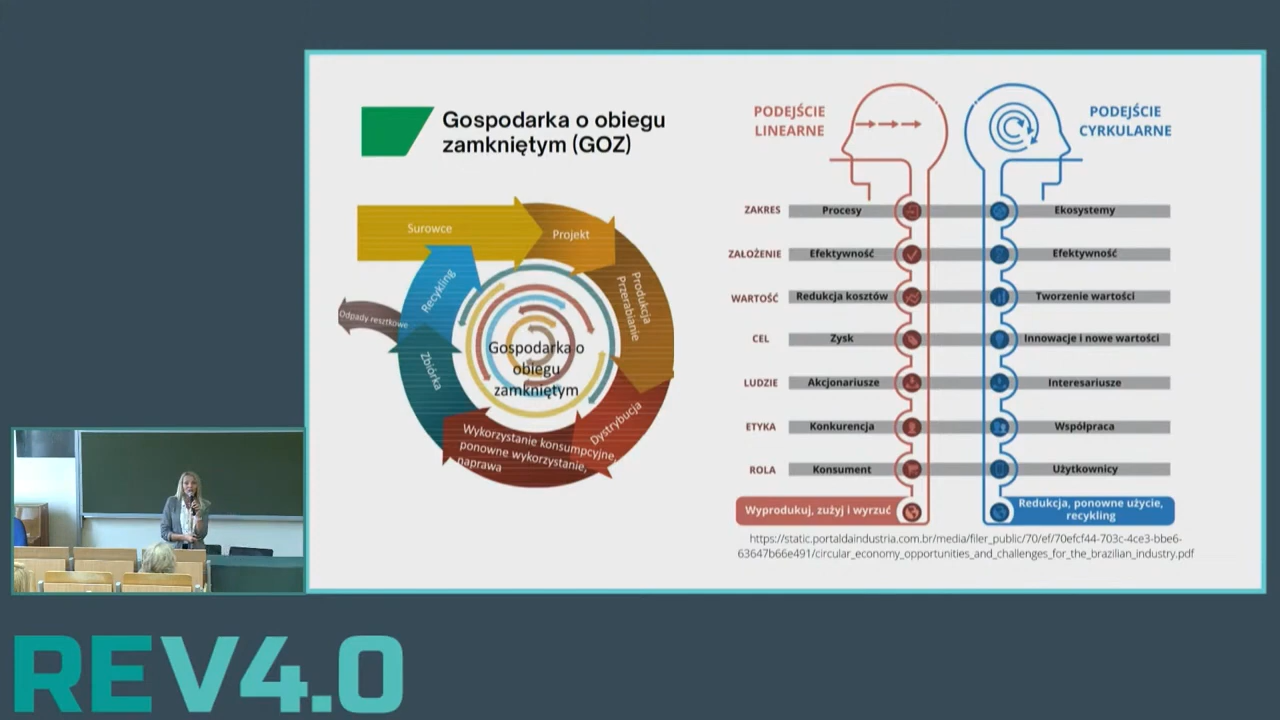 Gospodarka o obiegu
zamkniętym (GOZ)
Surowce
Projekt
Produkcja
Przerabianie
Dystrybucja
Wykorzystanie konsumpcyjne,
ponowne wykorzystanie,
naprawa
Zbiórka
Recykling
Odpady resztkowe
Gospodarka o
obiegu
zamkniętym
PODEJŚCIE
LINEARNE
PODEJŚCIE
CYRKULARNE
ZAKRES Procesy Ekosystemy
ZAŁOŻENIE Efektywność Efektywność
WARTOŚĆ Redukcja kosztów Tworzenie wartości
CEL Zysk Innowacje i nowe wartości
LUDZIE Akcjonariusze Interesariusze
ETYKA Konkurencja Współpraca
ROLA Konsument Użytkownicy
Wyprodukuj, zużyj i wyrzuć
Redukcja, ponowne użycie,
recykling
https://static.portaldaindustria.com.br/media/filer_public/70/ef/70efcf44-703c-4ce3-bbe6-
63647b66e491/circular_economy_opportunities_and_challenges_for_the_brazilian_industry.pdf
REV4.0